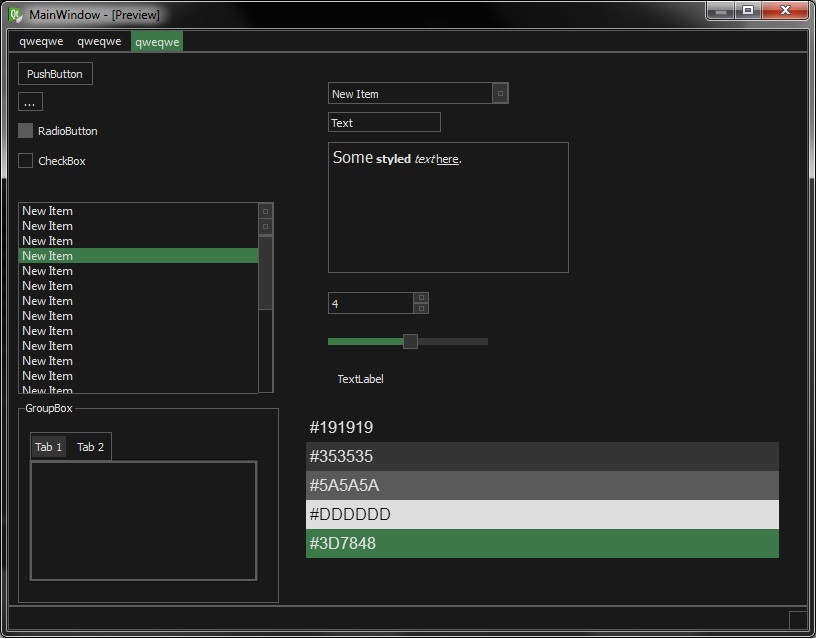 MainWindow - [Preview]
qweqwe qweqwe qweqwe
PushButton
...
RadioButton
CheckBox
New Item
New Item
New Item
New Item
New Item
New Item
New Item
New Item
New Item
New Item
New Item
New Item
New Item
GroupBox
Tab 1 Tab 2
New Item
Text
Some styled text here.
4
TextLabel
#191919
#353535
#5A5A5A
#DDDDDD
#3D7848